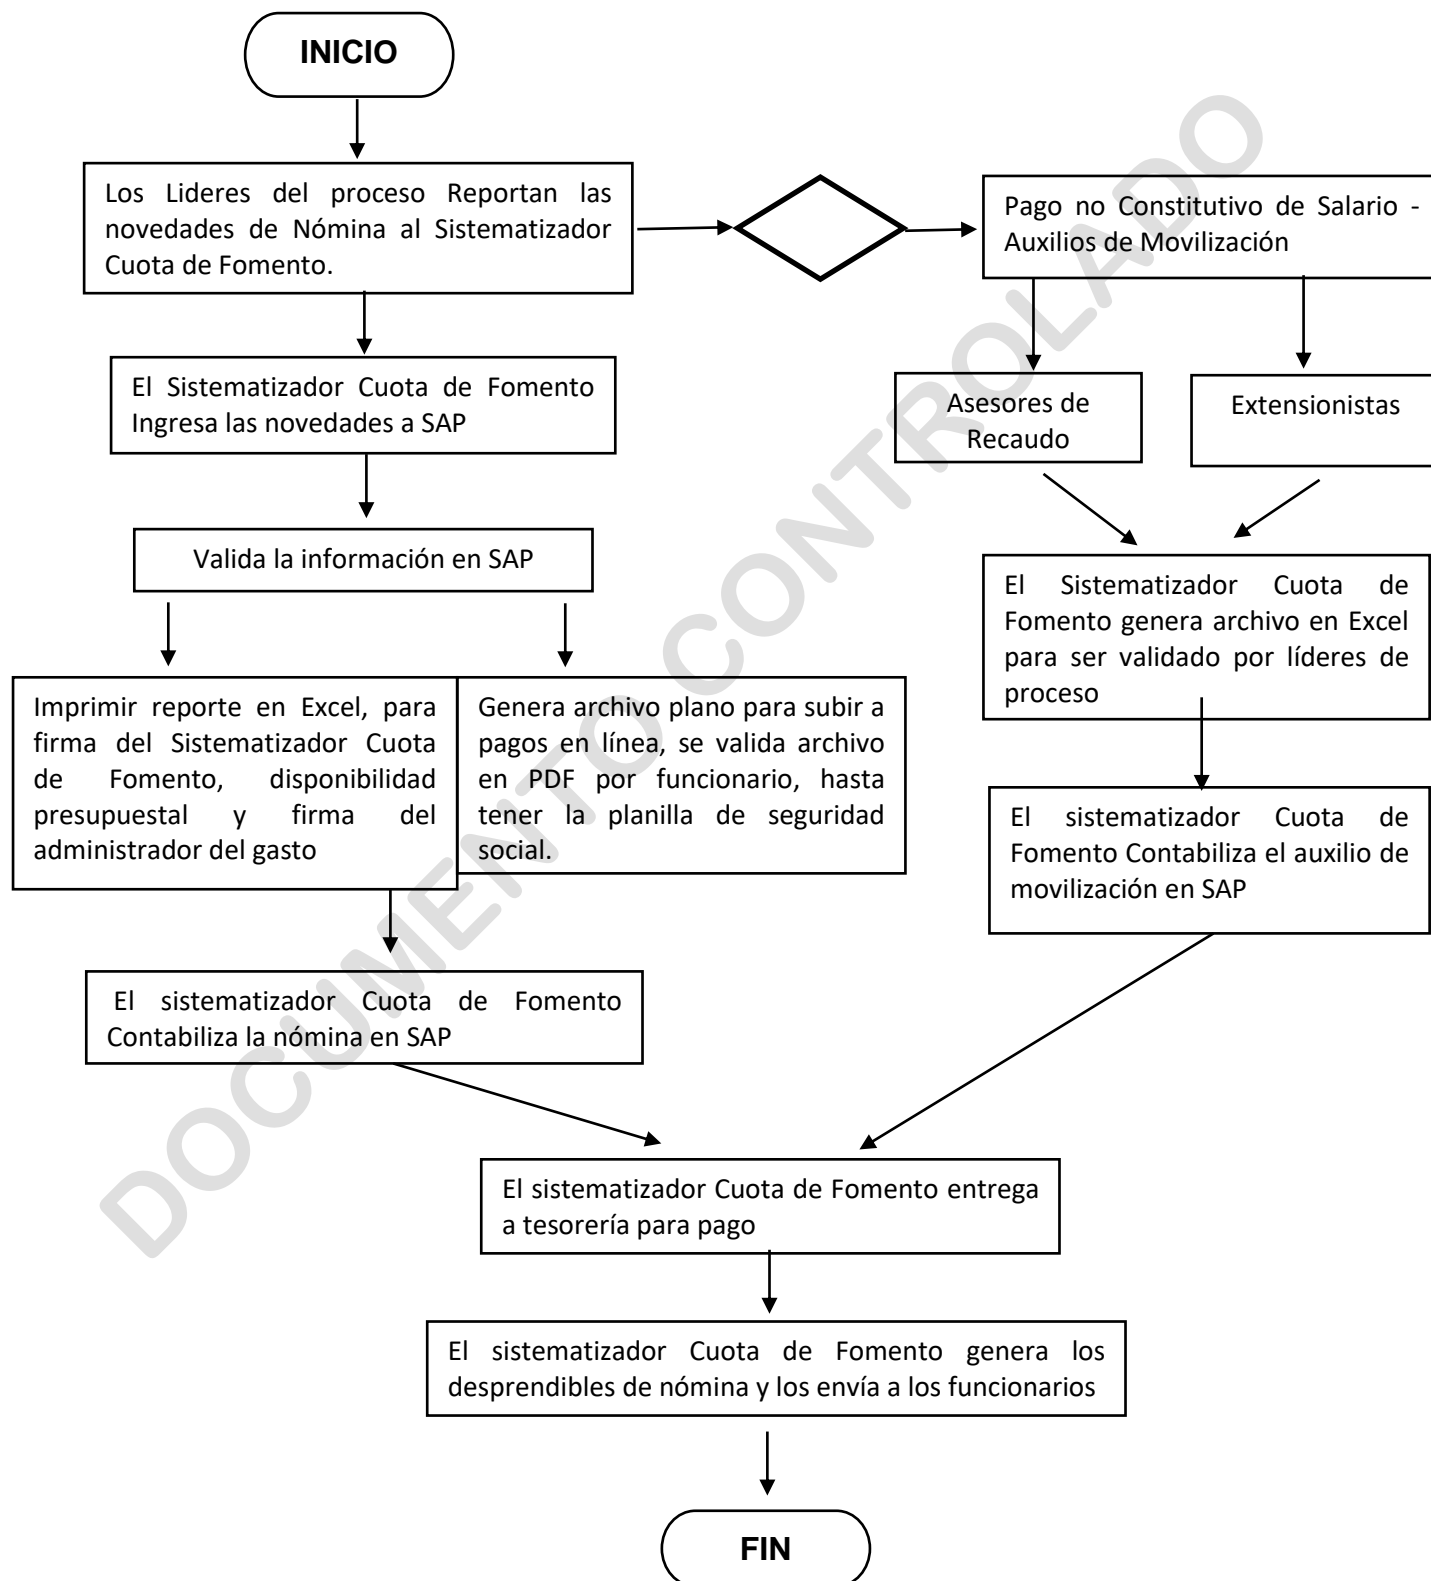 INICIO
Los Lideres del proceso Reportan las
novedades de Nómina al Sistematizador
Cuota de Fomento.
Pago no Constitutivo de Salario -
Auxilios de Movilización
El Sistematizador Cuota de Fomento
Ingresa las novedades a SAP
Asesores de
Recaudo
Extensionistas
Valida la información en SAP
El Sistematizador Cuota de
Fomento genera archivo en Excel
para ser validado por líderes de
proceso
Imprimir reporte en Excel, para
firma del Sistematizador Cuota
de Fomento, disponibilidad
presupuestal y firma del
administrador del gasto
Genera archivo plano para subir a
pagos en línea, se valida archivo
en PDF por funcionario, hasta
tener la planilla de seguridad
social.
El sistematizador Cuota de
Fomento Contabiliza el auxilio de
movilización en SAP
El sistematizador Cuota de Fomento
Contabiliza la nómina en SAP
El sistematizador Cuota de Fomento entrega
a tesorería para pago
El sistematizador Cuota de Fomento genera los
desprendibles de nómina y los envía a los funcionarios
FIN
DOCUMENTO CONTROLADO